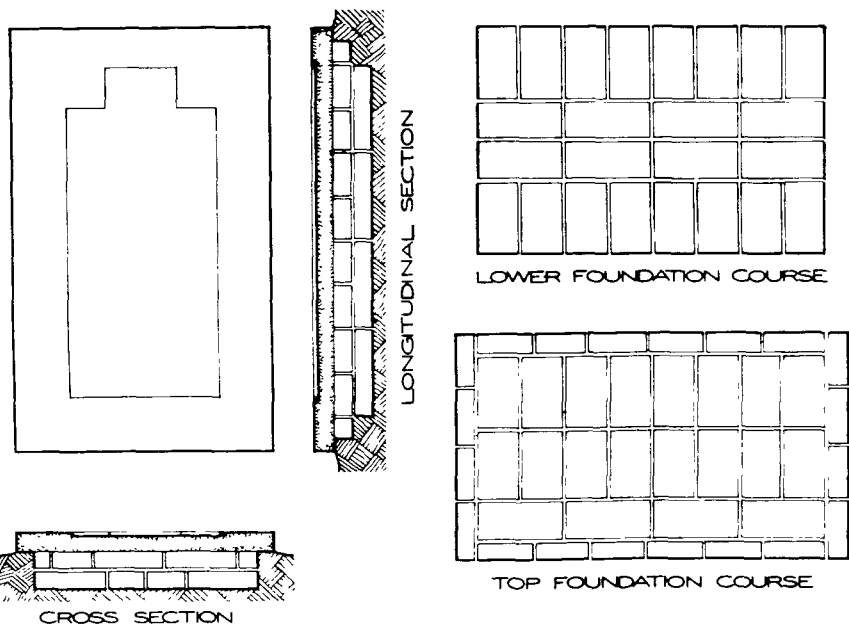 LONGITUDINAL SECTION
LOWER FOUNDATION COURSE
TOP FOUNDATION COURSE
CROSS SECTION